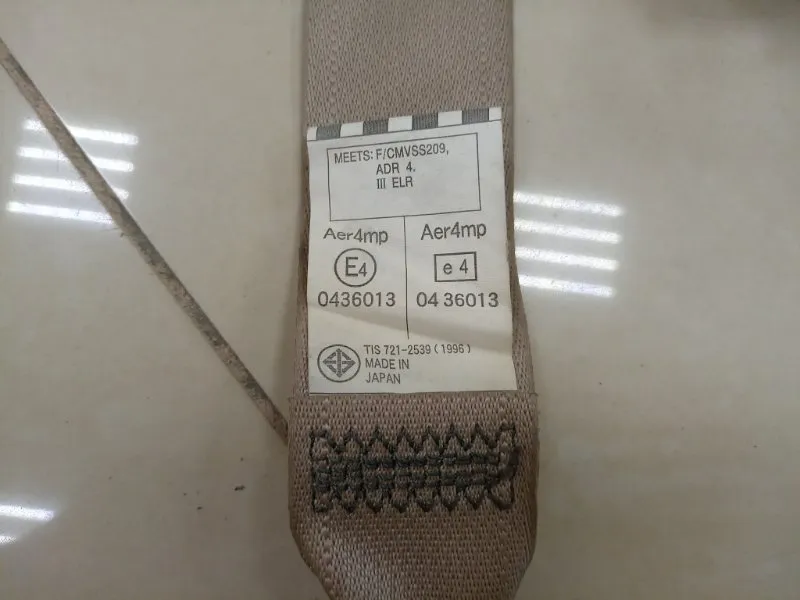 MEETS: F/CMVSS209,
ADR 4.
III ELR
Aer4mp
E4
0436013
Aer4mp
e 4
04 36013
TIS 721-2539 (1996)
MADE IN
JAPAN